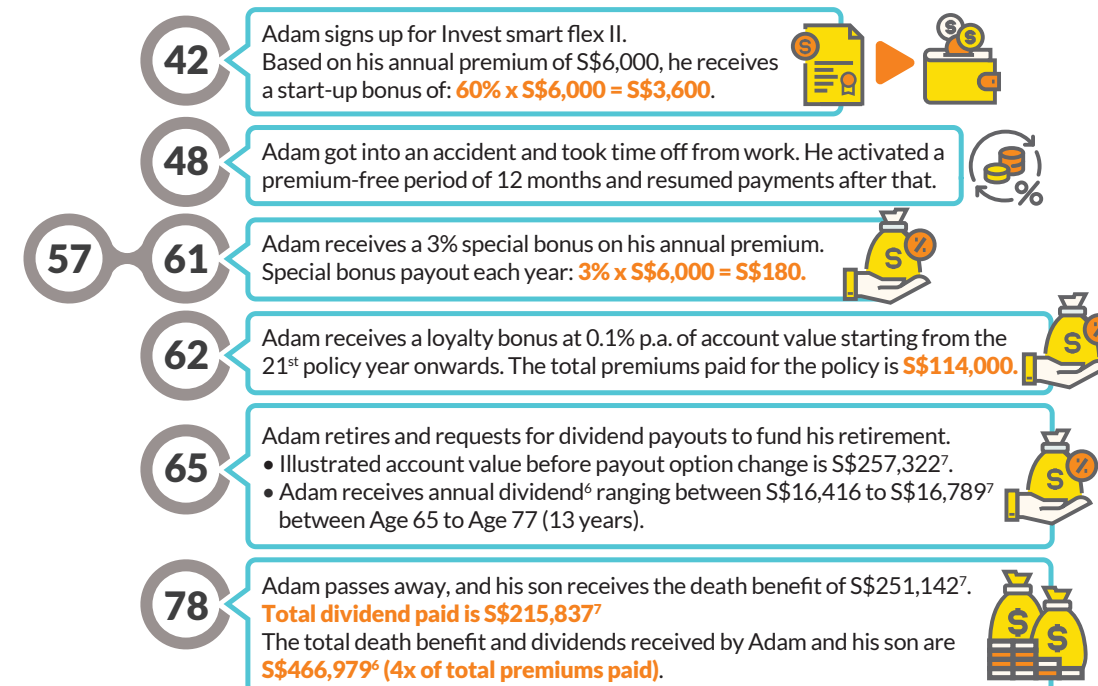 42
Adam signs up for Invest smart flex II.
Based on his annual premium of S$6,000, he receives
a start-up bonus of: 60% x S$6,000 = S$3,600.
S
S
S
48
Adam got into an accident and took time off from work. He activated a
premium-free period of 12 months and resumed payments after that.
%
57
61
Adam receives a 3% special bonus on his annual premium.
Special bonus payout each year: 3% x S$6,000 = S$180.
S
%
62
Adam receives a loyalty bonus at 0.1% p.a. of account value starting from the
21st policy year onwards. The total premiums paid for the policy is S$114,000.
S
65
Adam retires and requests for dividend payouts to fund his retirement.
• Illustrated account value before payout option change is S$257,322⁷.
• Adam receives annual dividend⁶ ranging between S$16,416 to S$16,789⁷
between Age 65 to Age 77 (13 years).
S
%
78
Adam passes away, and his son receives the death benefit of S$251,142⁷.
Total dividend paid is S$215,837⁷
The total death benefit and dividends received by Adam and his son are
S$466,979⁶ (4x of total premiums paid).
$
$